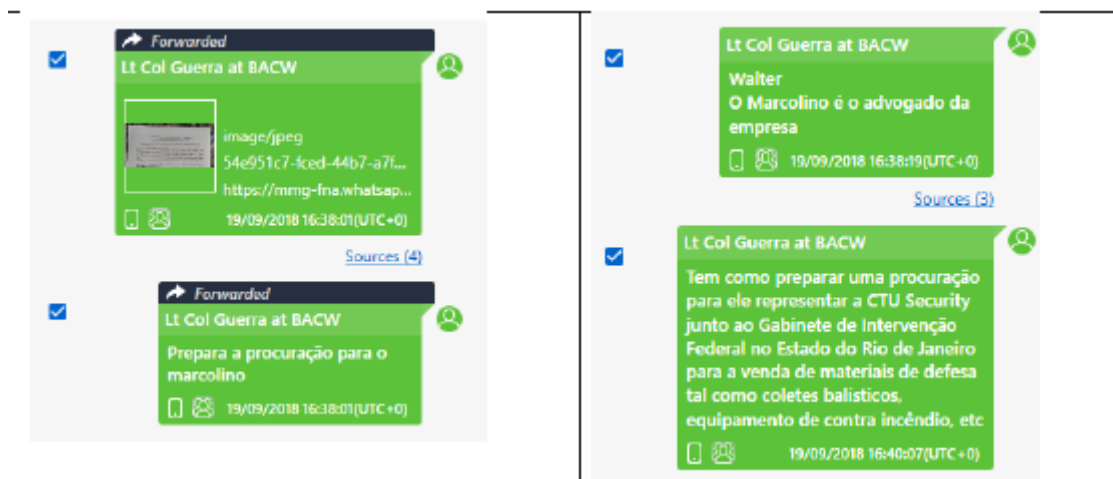 Forwarded
Lt Col Guerra at BACW
image/jpeg
54e951c7-fced-44b7-a7f...
https://mmg-fna.whatsap...
19/09/2018 16:38:01(UTC+0)
Sources (4)
Forwarded
Lt Col Guerra at BACW
Prepara a procuração para o
marcolino
19/09/2018 16:38:01(UTC+0)
Lt Col Guerra at BACW
Walter
O Marcolino é o advogado da
empresa
19/09/2018 16:38:19(UTC+0)
Sources (3)
Lt Col Guerra at BACW
Tem como preparar uma procuração
para ele representar a CTU Security
junto ao Gabinete de Intervenção
Federal no Estado do Rio de Janeiro
para a venda de materiais de defesa
tal como coletes balísticos,
equipamento de contra incêndio, etc
19/09/2018 16:40:07(UTC+0)